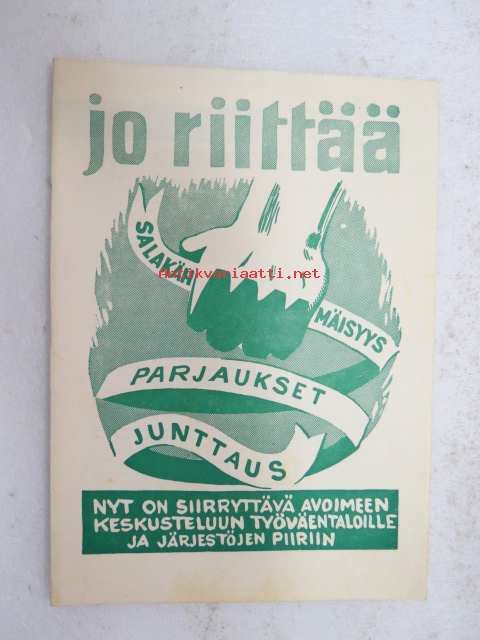 jo riittää
SALAKÄH
MÄISYYS
Antikvariaatti.net
PARJAUKSET
JUNTTAUS
NYT ON SIIRRYTTÄVÄ AVOIMEEN
KESKUSTELUUN TYÖVÄENTALOILLE
JA JÄRJESTÖJEN PIIRIIN